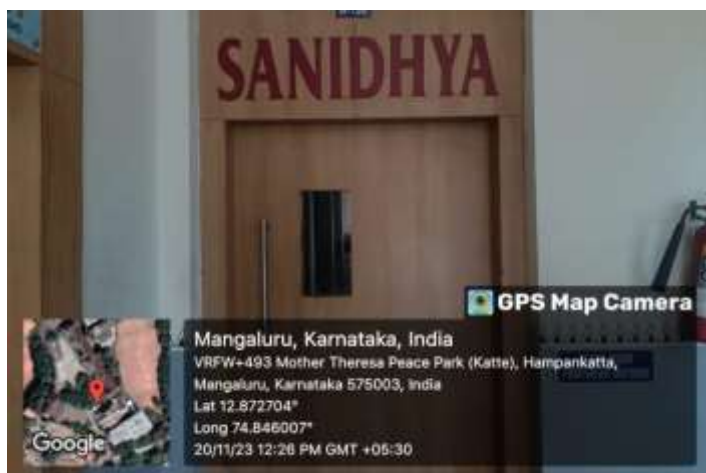 SANIDHYA
GPS Map Camera
Mangaluru, Karnataka, India
VRFW+493 Mother Theresa Peace Park (Katte), Hampankatta,
Mangaluru, Karnataka 575003, India
Lat 12.872704°
Long 74.846007°
20/11/23 12:26 PM GMT +05:30
Google